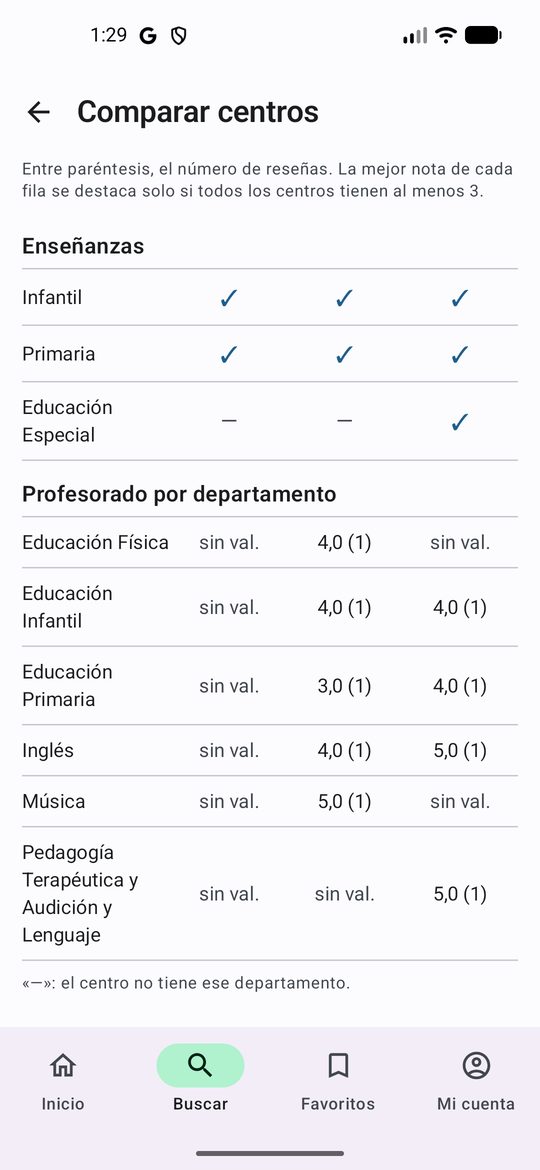 1:29
Comparar centros
Entre paréntesis, el número de reseñas. La mejor nota de cada
fila se destaca solo si todos los centros tienen al menos 3.
Enseñanzas
Infantil ✓ ✓ ✓
Primaria ✓ ✓ ✓
Educación
Especial — — ✓
Profesorado por departamento
Educación Física sin val. 4,0 (1) sin val.
Educación
Infantil sin val. 4,0 (1) 4,0 (1)
Educación
Primaria sin val. 3,0 (1) 4,0 (1)
Inglés sin val. 4,0 (1) 5,0 (1)
Música sin val. 5,0 (1) sin val.
Pedagogía
Terapéutica y
Audición y
Lenguaje sin val. sin val. 5,0 (1)
«—»: el centro no tiene ese departamento.
Inicio Buscar Favoritos Mi cuenta